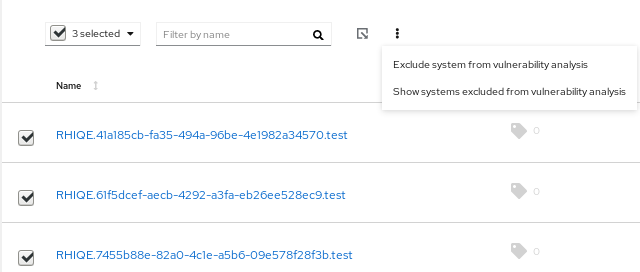 3 selected
Filter by name
Exclude system from vulnerability analysis
Show systems excluded from vulnerability analysis
Name
RHIQE.41a185cb-fa35-494a-96be-4e1982a34570.test
0
RHIQE.61f5dcef-aecb-4292-a3fa-eb26ee528ec9.test
0
RHIQE.7455b88e-82a0-4c1e-a5b6-09e578f28f3b.test
0